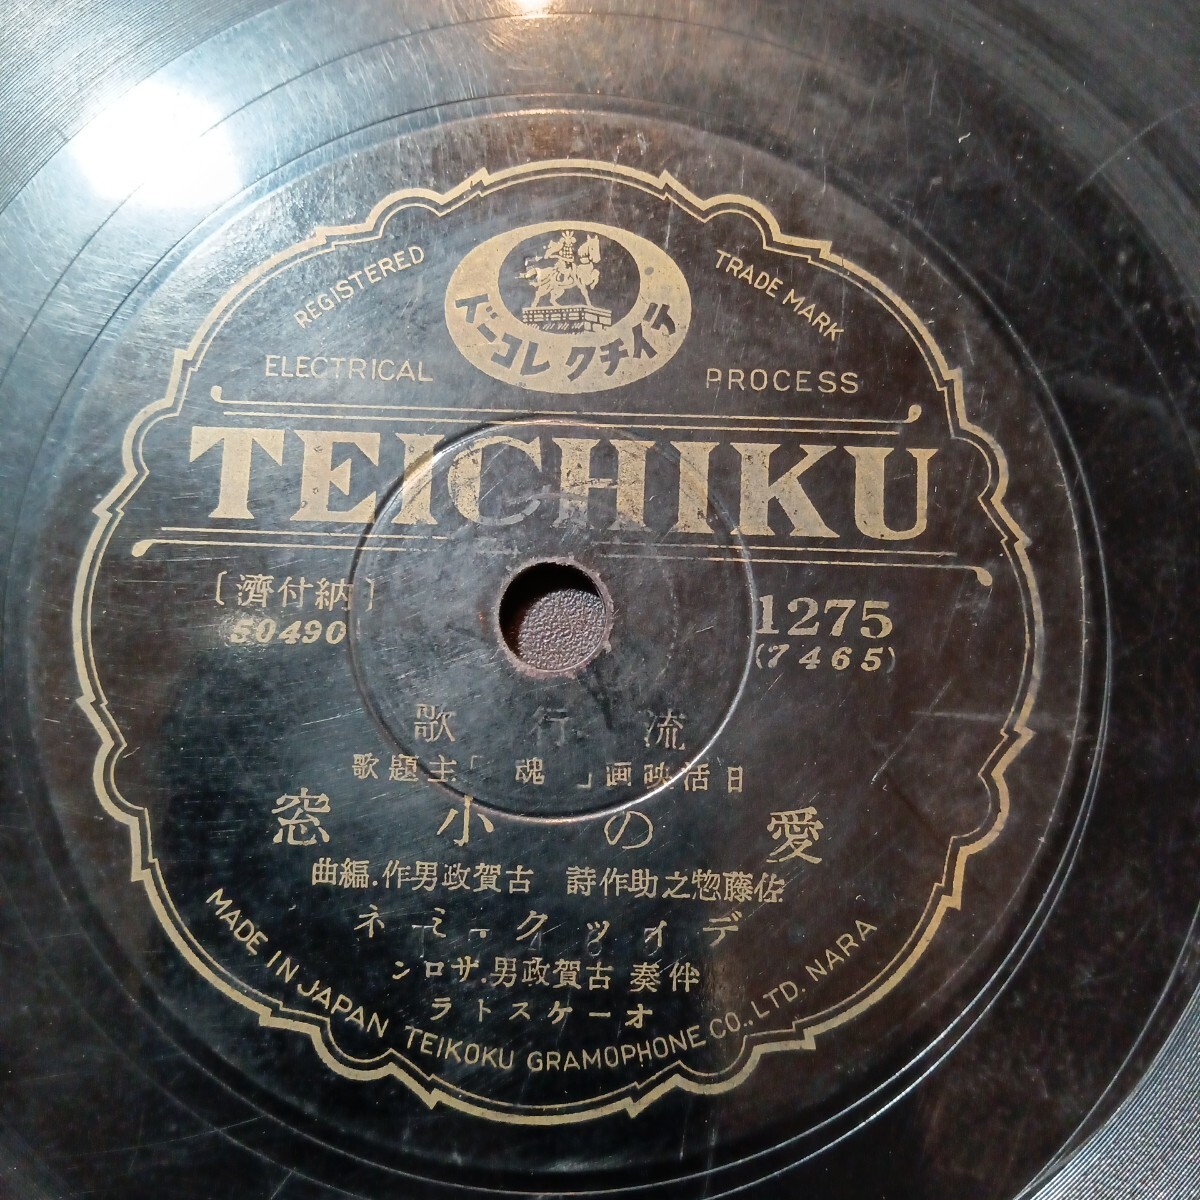 REGISTERED TRADE MARK
テイチクレコード
ELECTRICAL PROCESS
TEICHIKU
[納付濟]
50490
1275
(7465)
流行歌
日活映画「魂」主題歌
愛の小窓
佐藤惣之助作詩 古賀政男作.編曲
ディック.ミネ
伴奏 古賀政男.サロン
オーケストラ
MADE IN JAPAN TEIKOKU GRAMOPHONE CO., LTD. NARA